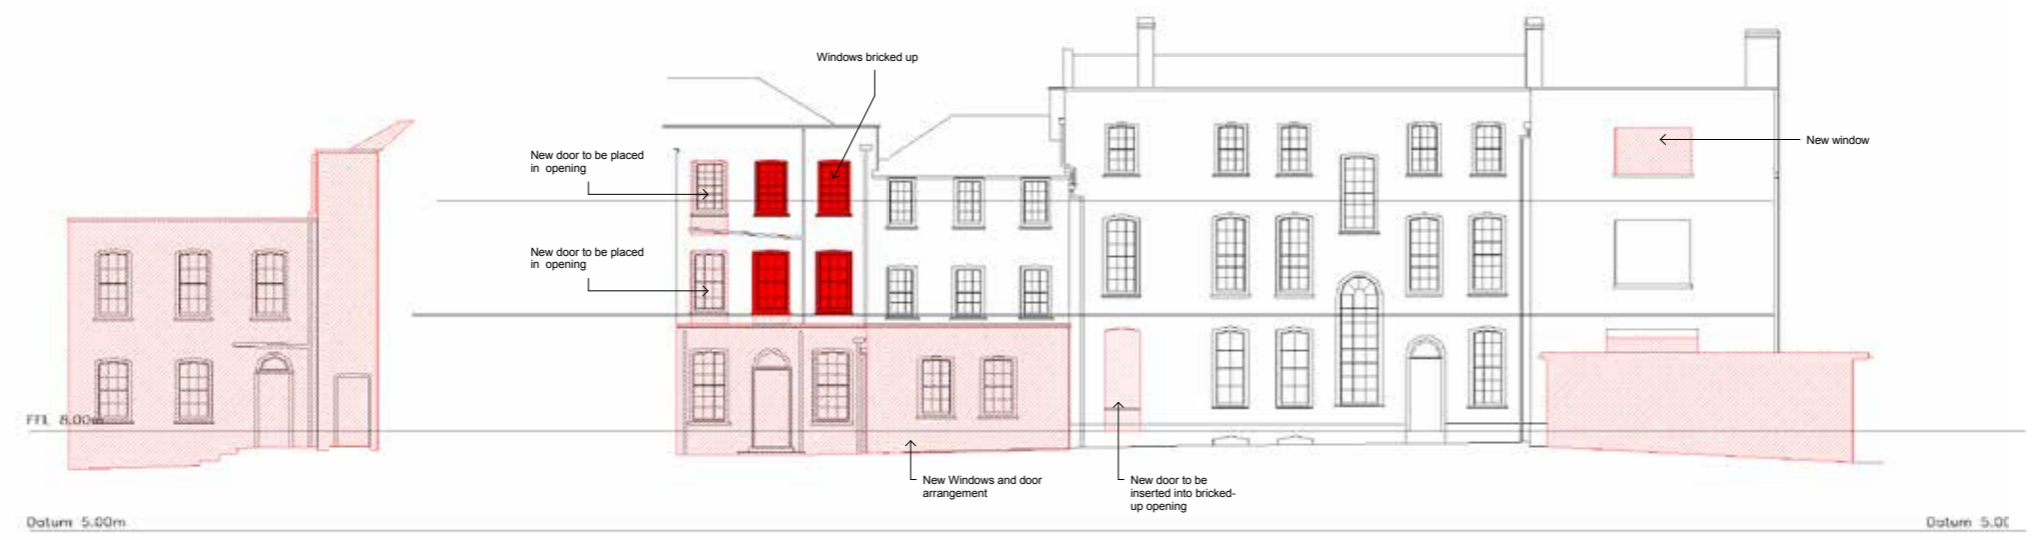 Windows bricked up
New door to be placed
in opening
New window
New door to be placed
in opening
FFL 8.00m
New Windows and door
arrangement
New door to be
inserted into bricked-
up opening
Datum 5.00m
Datum 5.00